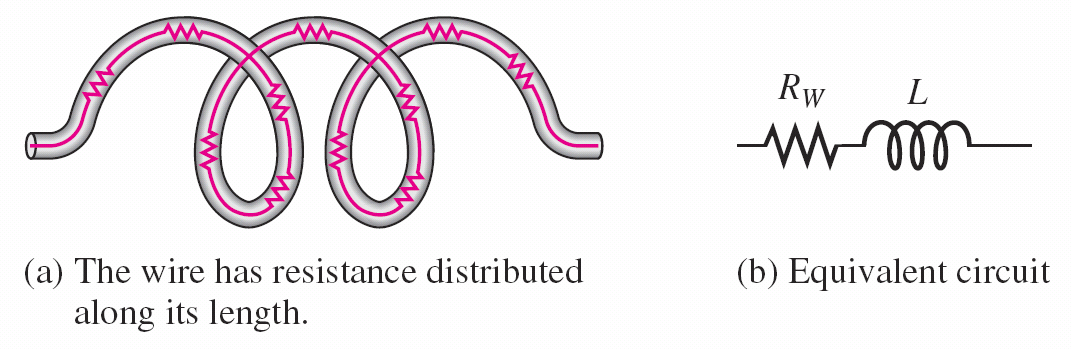 R_W L
(a) The wire has resistance distributed
along its length.
(b) Equivalent circuit